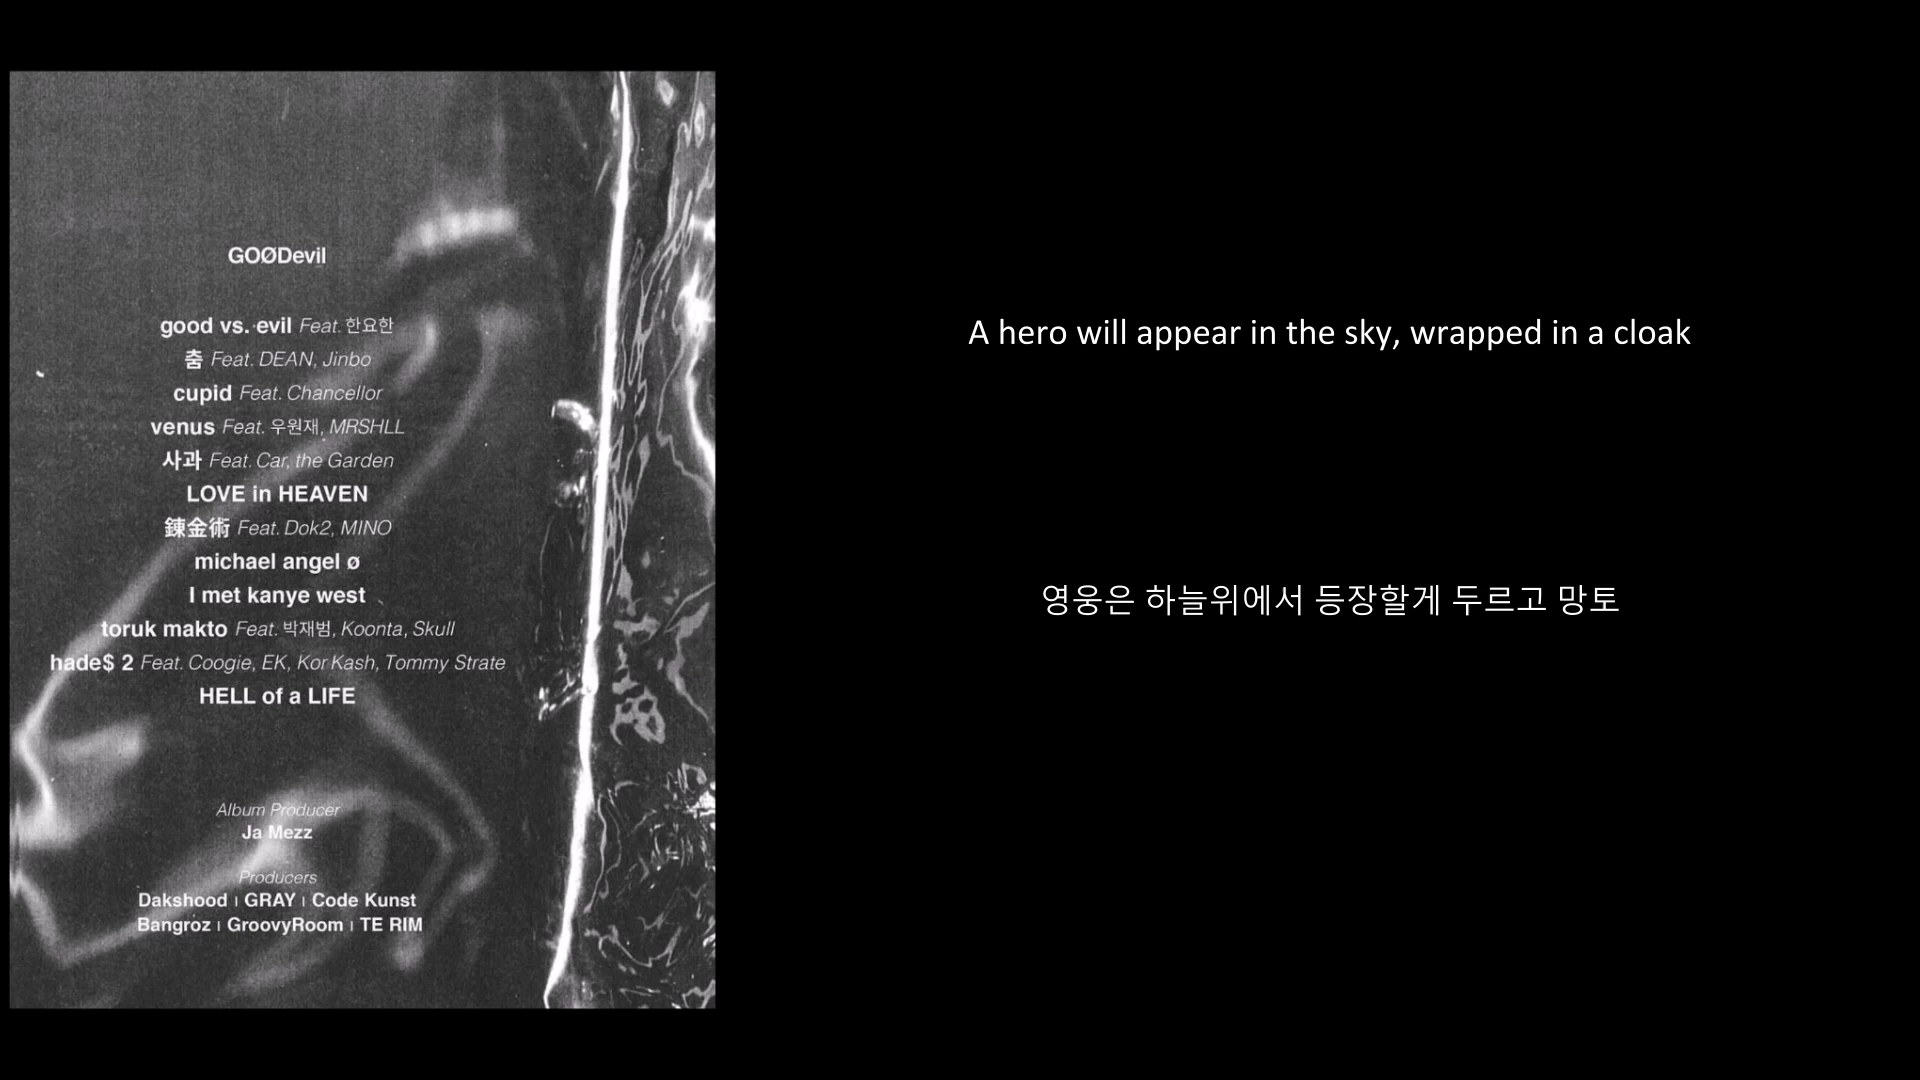 GOØDevil
good vs. evil Feat. 한요한
춤 Feat. DEAN, Jinbo
cupid Feat. Chancellor
venus Feat. 우원재, MRSHLL
사과 Feat. Car, the Garden
LOVE in HEAVEN
鍊金術 Feat. Dok2, MINO
michael angel ø
I met kanye west
toruk makto Feat. 박재범, Koonta, Skull
hade$ 2 Feat. Coogie, EK, Kor Kash, Tommy Strate
HELL of a LIFE
Album Producer
Ja Mezz
Producers
Dakshood | GRAY | Code Kunst
Bangroz | GroovyRoom | TE RIM
A hero will appear in the sky, wrapped in a cloak
영웅은 하늘위에서 등장할게 두르고 망토